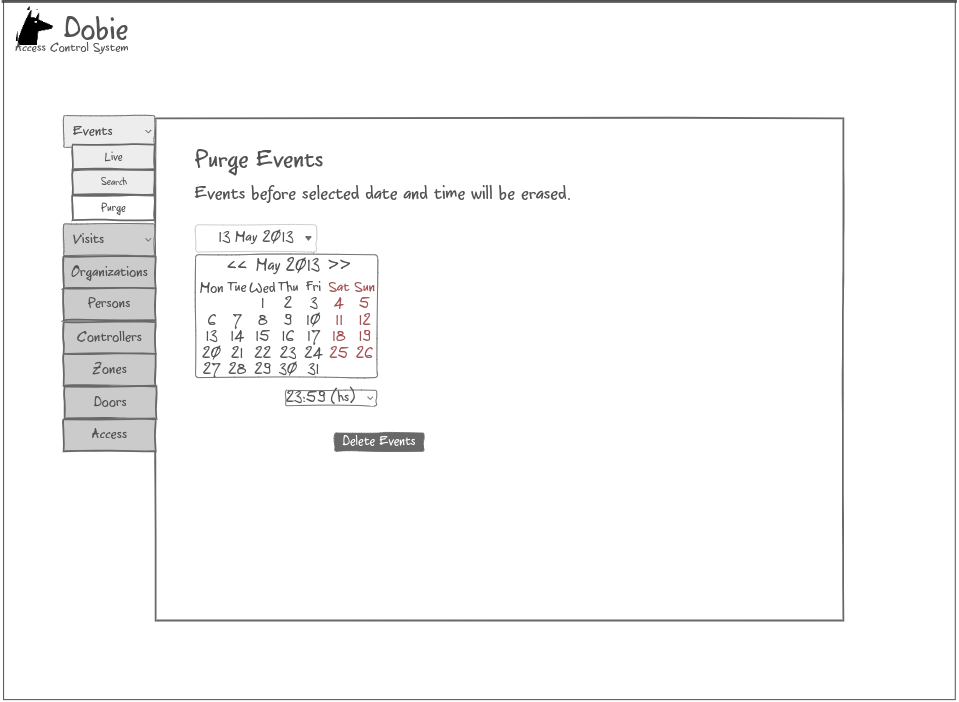 Dobie
Access Control System
Events
Live
Search
Purge
Visits
Organizations
Persons
Controllers
Zones
Doors
Access
Purge Events
Events before selected date and time will be erased.
13 May 2013
<< May 2013 >>
Mon Tue Wed Thu Fri Sat Sun
1 2 3 4 5
6 7 8 9 10 11 12
13 14 15 16 17 18 19
20 21 22 23 24 25 26
27 28 29 30 31
23:59 (hs)
Delete Events